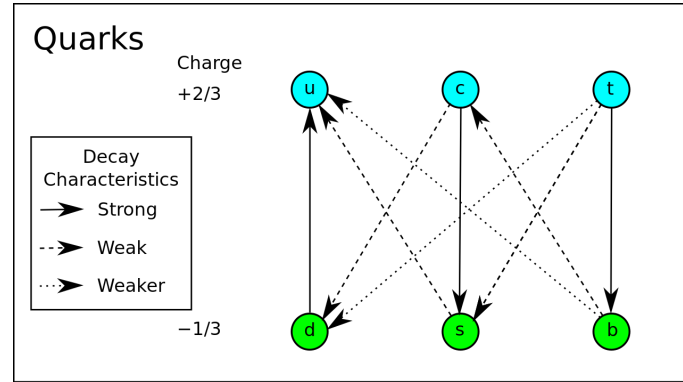 Quarks
Charge
+2/3
u
c
t
Decay
Characteristics
Strong
Weak
Weaker
−1/3
d
s
b